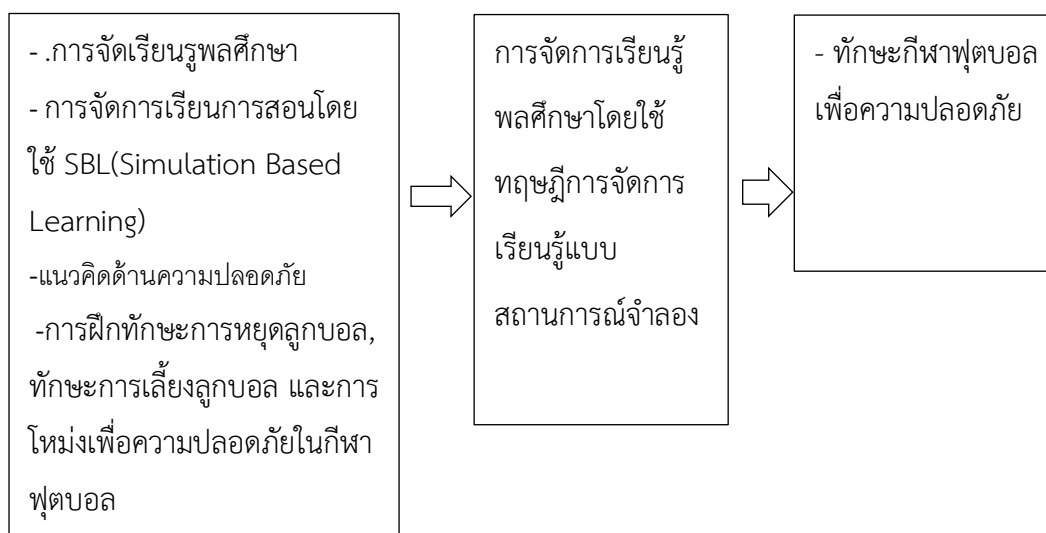 - .การจัดเรียนรูพลศึกษา
- การจัดการเรียนการสอนโดย
ใช้ SBL(Simulation Based
Learning)
-แนวคิดด้านความปลอดภัย
-การฝึกทักษะการหยุดลูกบอล,
ทักษะการเลี้ยงลูกบอล และการ
โหม่งเพื่อความปลอดภัยในกีฬา
ฟุตบอล
การจัดการเรียนรู้
พลศึกษาโดยใช้
ทฤษฎีการจัดการ
เรียนรู้แบบ
สถานการณ์จำลอง
- ทักษะกีฬาฟุตบอล
เพื่อความปลอดภัย